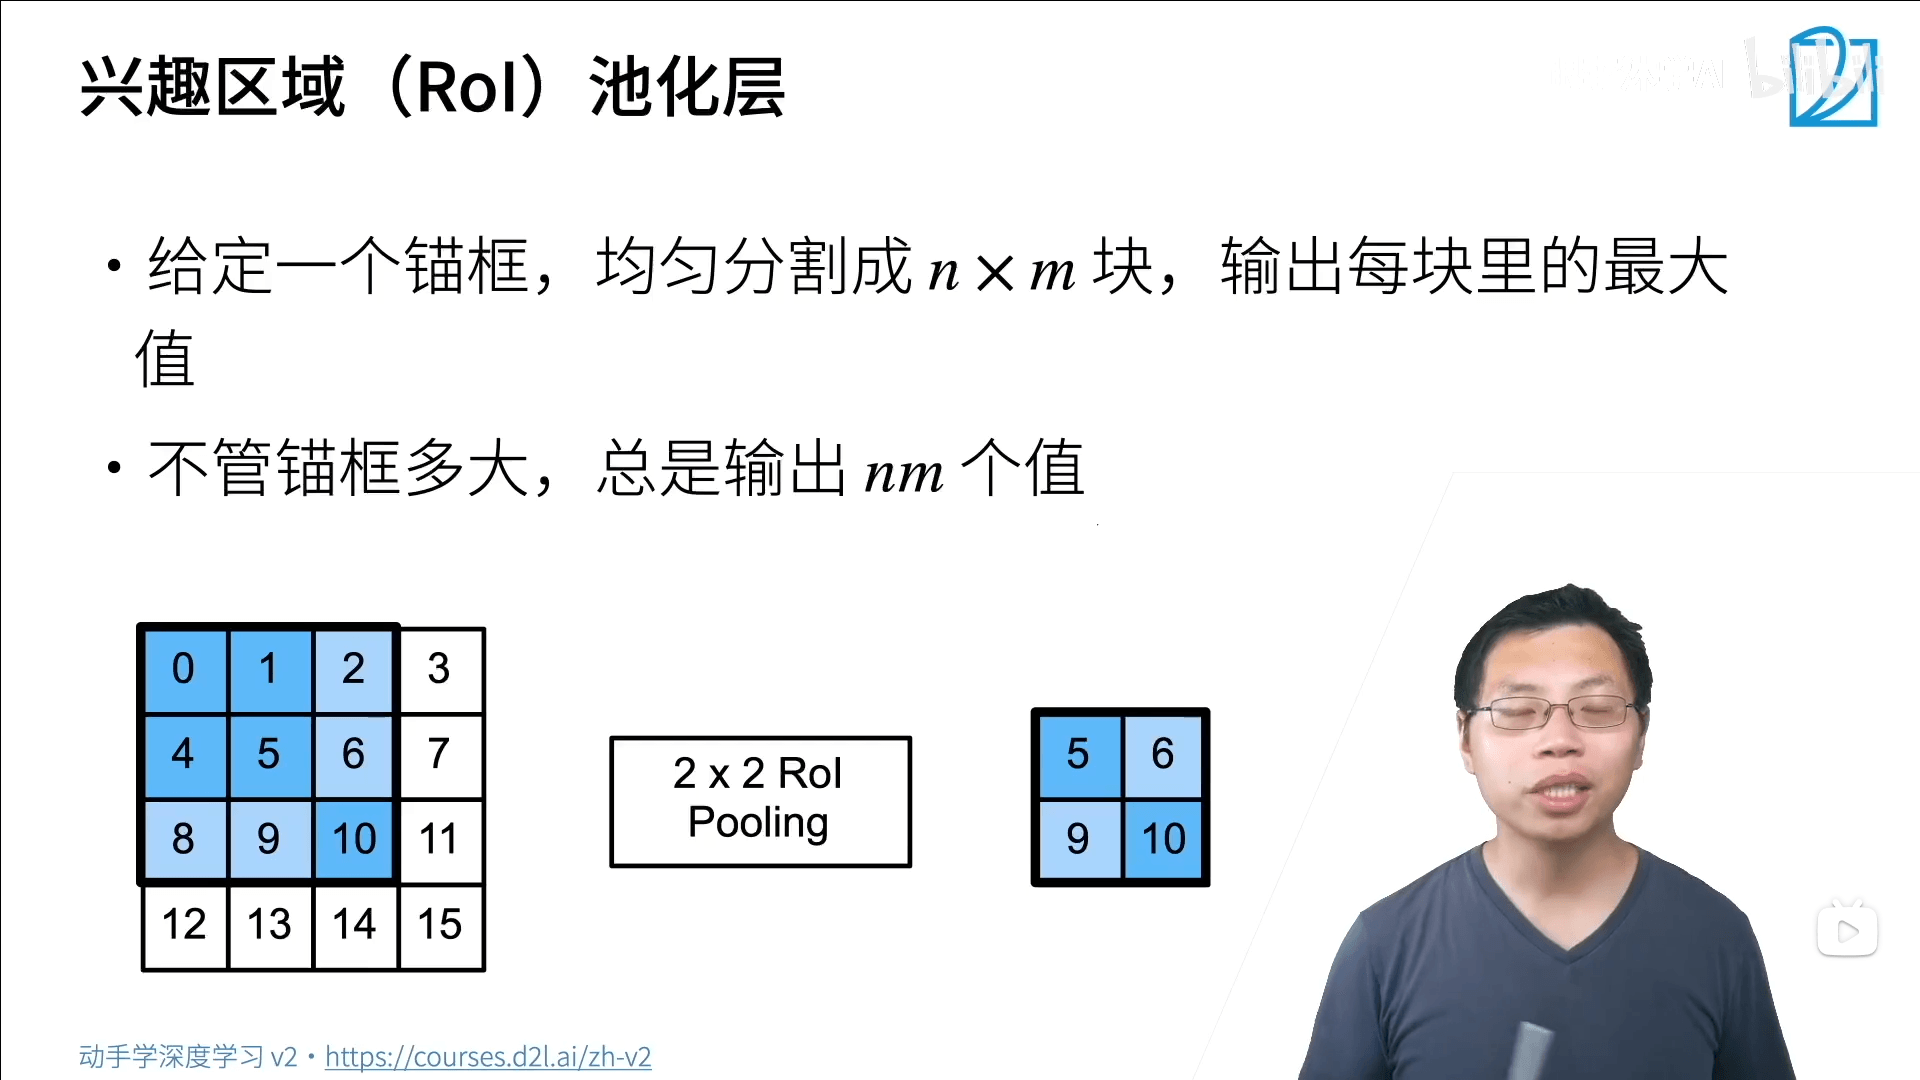 兴趣区域（RoI）池化层
bilibili
• 给定一个锚框，均匀分割成 n × m 块，输出每块里的最大
值
• 不管锚框多大，总是输出 nm 个值
0 1 2 3
4 5 6 7
8 9 10 11
12 13 14 15
2 x 2 RoI
Pooling
5 6
9 10
动手学深度学习 v2 • https://courses.d2l.ai/zh-v2